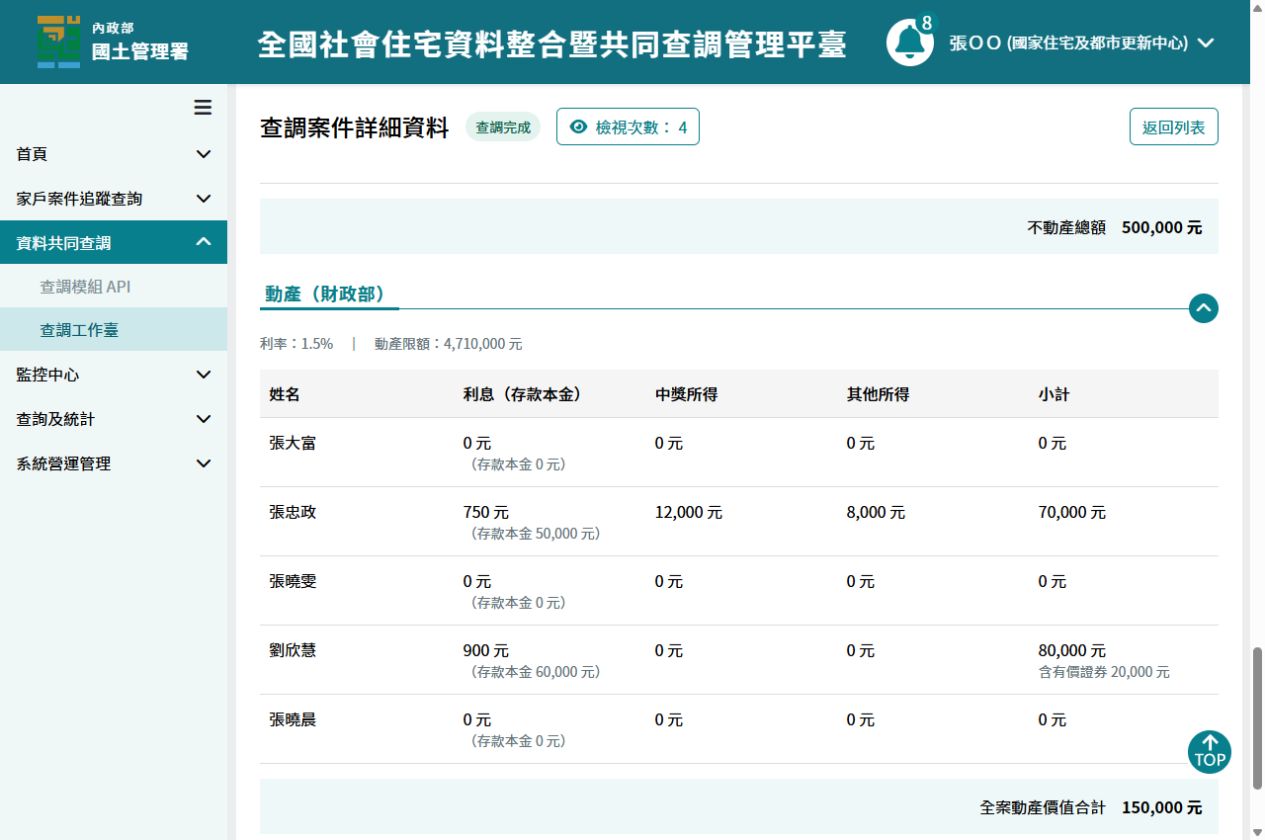 內政部
國土管理署
全國社會住宅資料整合暨共同查調管理平臺
8
張ＯＯ (國家住宅及都市更新中心)
首頁
家戶案件追蹤查詢
資料共同查調
查調模組 API
查調工作臺
監控中心
查詢及統計
系統營運管理
查調案件詳細資料
查調完成
檢視次數： 4
返回列表
不動產總額 500,000 元
動產（財政部）
利率：1.5% ｜ 動產限額：4,710,000 元
姓名 利息（存款本金） 中獎所得 其他所得 小計
張大富 0 元 0 元 0 元 0 元
（存款本金 0 元）
張忠政 750 元 12,000 元 8,000 元 70,000 元
（存款本金 50,000 元）
張曉雯 0 元 0 元 0 元 0 元
（存款本金 0 元）
劉欣慧 900 元 0 元 0 元 80,000 元
（存款本金 60,000 元） 含有價證券 20,000 元
張曉晨 0 元 0 元 0 元 0 元
（存款本金 0 元）
TOP
全案動產價值合計 150,000 元